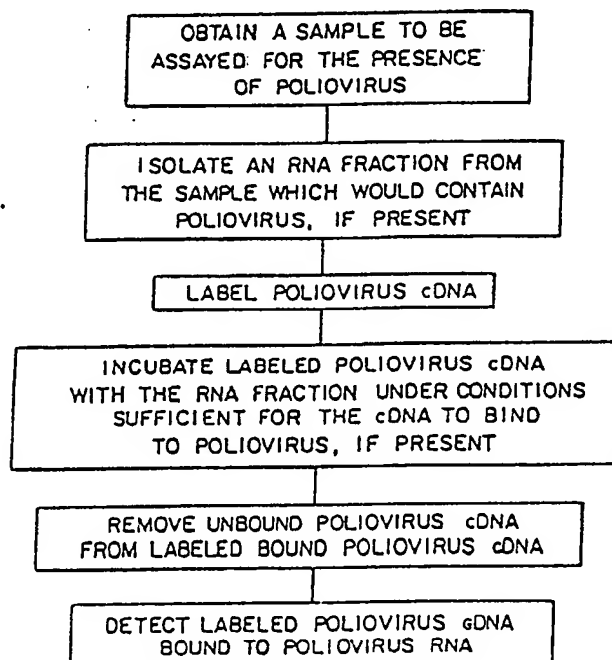 OBTAIN A SAMPLE TO BE
ASSAYED FOR THE PRESENCE
OF POLIOVIRUS
ISOLATE AN RNA FRACTION FROM
THE SAMPLE WHICH WOULD CONTAIN
POLIOVIRUS, IF PRESENT
LABEL POLIOVIRUS cDNA
INCUBATE LABELED POLIOVIRUS cDNA
WITH THE RNA FRACTION UNDER CONDITIONS
SUFFICIENT FOR THE cDNA TO BIND
TO POLIOVIRUS, IF PRESENT
REMOVE UNBOUND POLIOVIRUS cDNA
FROM LABELED BOUND POLIOVIRUS cDNA
DETECT LABELED POLIOVIRUS cDNA
BOUND TO POLIOVIRUS RNA